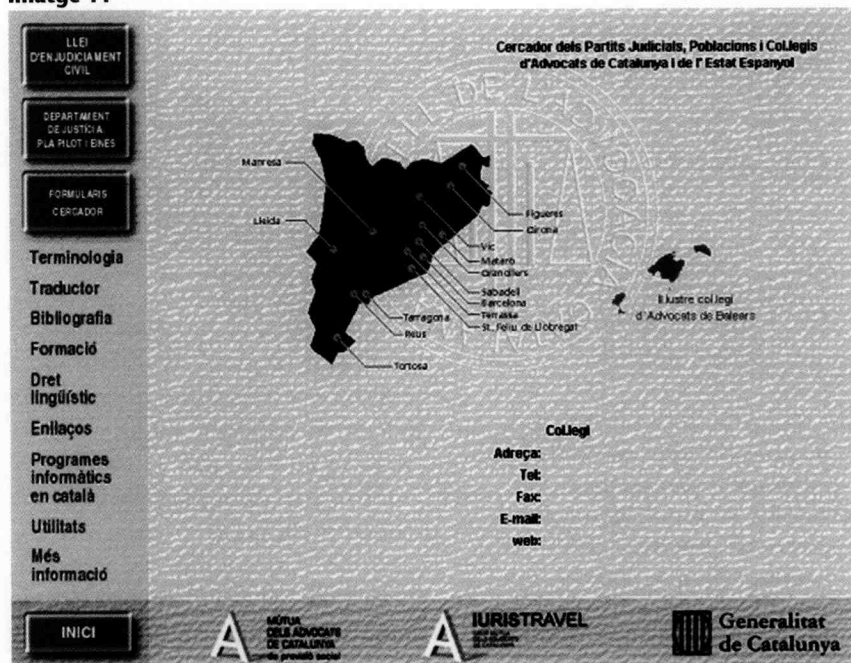 Imatge 11
LLEI
D'ENJUDICIAMENT
CIVIL
DEPARTAMENT
DE JUSTÍCIA
PLA PILOT I EINES
FORMULARIS
CERCADOR
Terminologia
Traductor
Bibliografia
Formació
Dret
lingüístic
Enllaços
Programes
informàtics
en català
Utilitats
Més
informació
INICI
Cercador dels Partits Judicials, Poblacions i Col.legis
d'Advocats de Catalunya i de l' Estat Espanyol
Manresa
Lleida
Figueres
Girona
Vic
Mataró
Granollers
Sabadell
Barcelona
Terrassa
St. Feliu de Llobregat
Tarragona
Reus
Tortosa
Il.lustre col.legi
d'Advocats de Balears
Col.legi
Adreça:
Tel:
Fax:
E-mail:
web:
MÚTUA
DELS ADVOCATS
DE CATALUNYA
de previsió social
IURISTRAVEL
Generalitat
de Catalunya